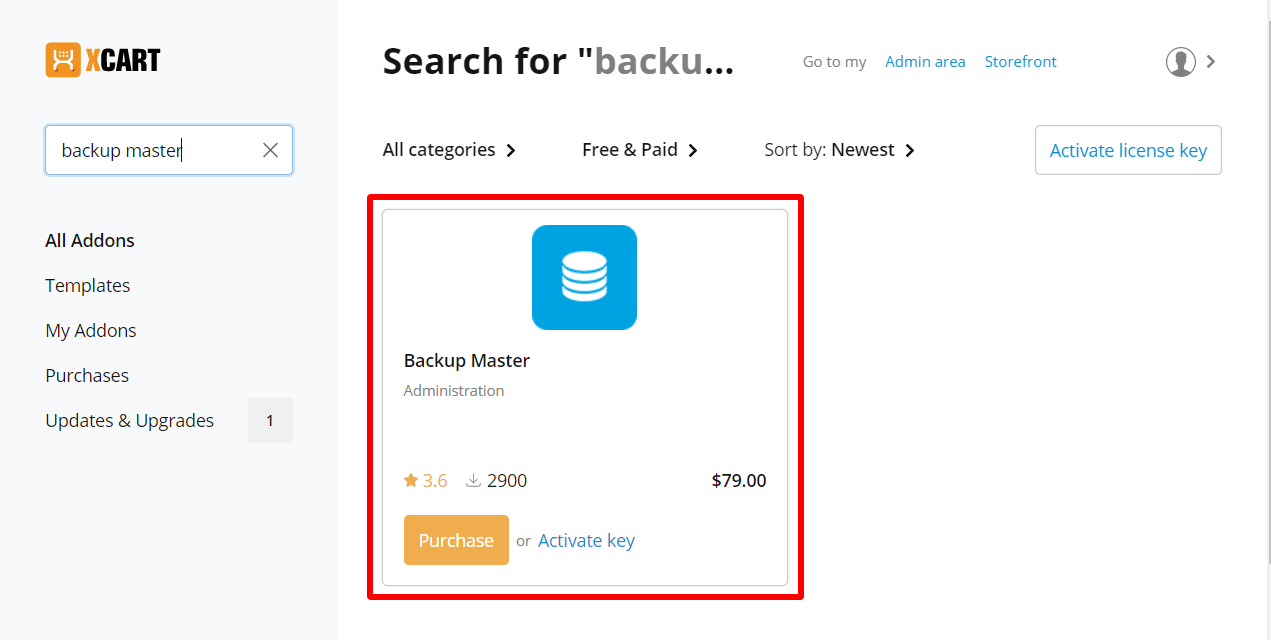 XCART
Search for "backu...
Go to my Admin area Storefront
backup master
All categories Free & Paid Sort by: Newest Activate license key
All Addons
Templates
My Addons
Purchases
Updates & Upgrades 1
Backup Master
Administration
3.6 2900 $79.00
Purchase or Activate key